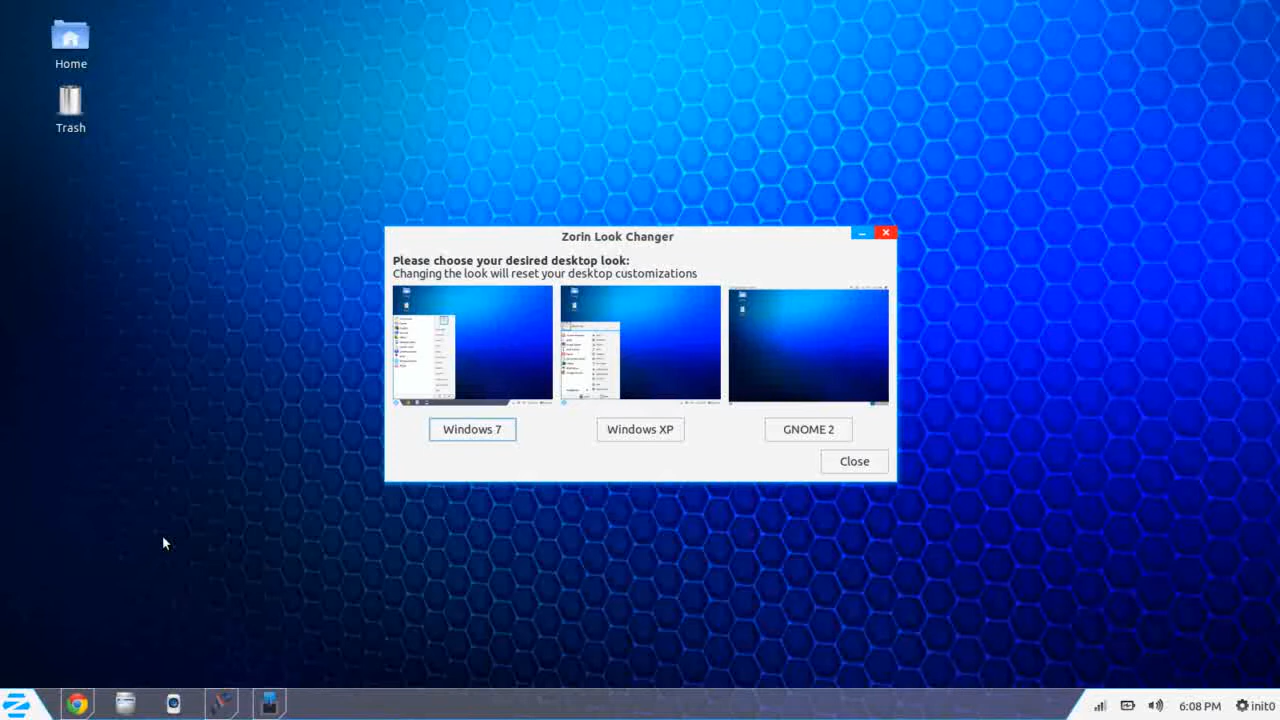 Home
Trash
Zorin Look Changer
Please choose your desired desktop look:
Changing the look will reset your desktop customizations
Windows 7
Windows XP
GNOME 2
Close
6:08 PM
init0